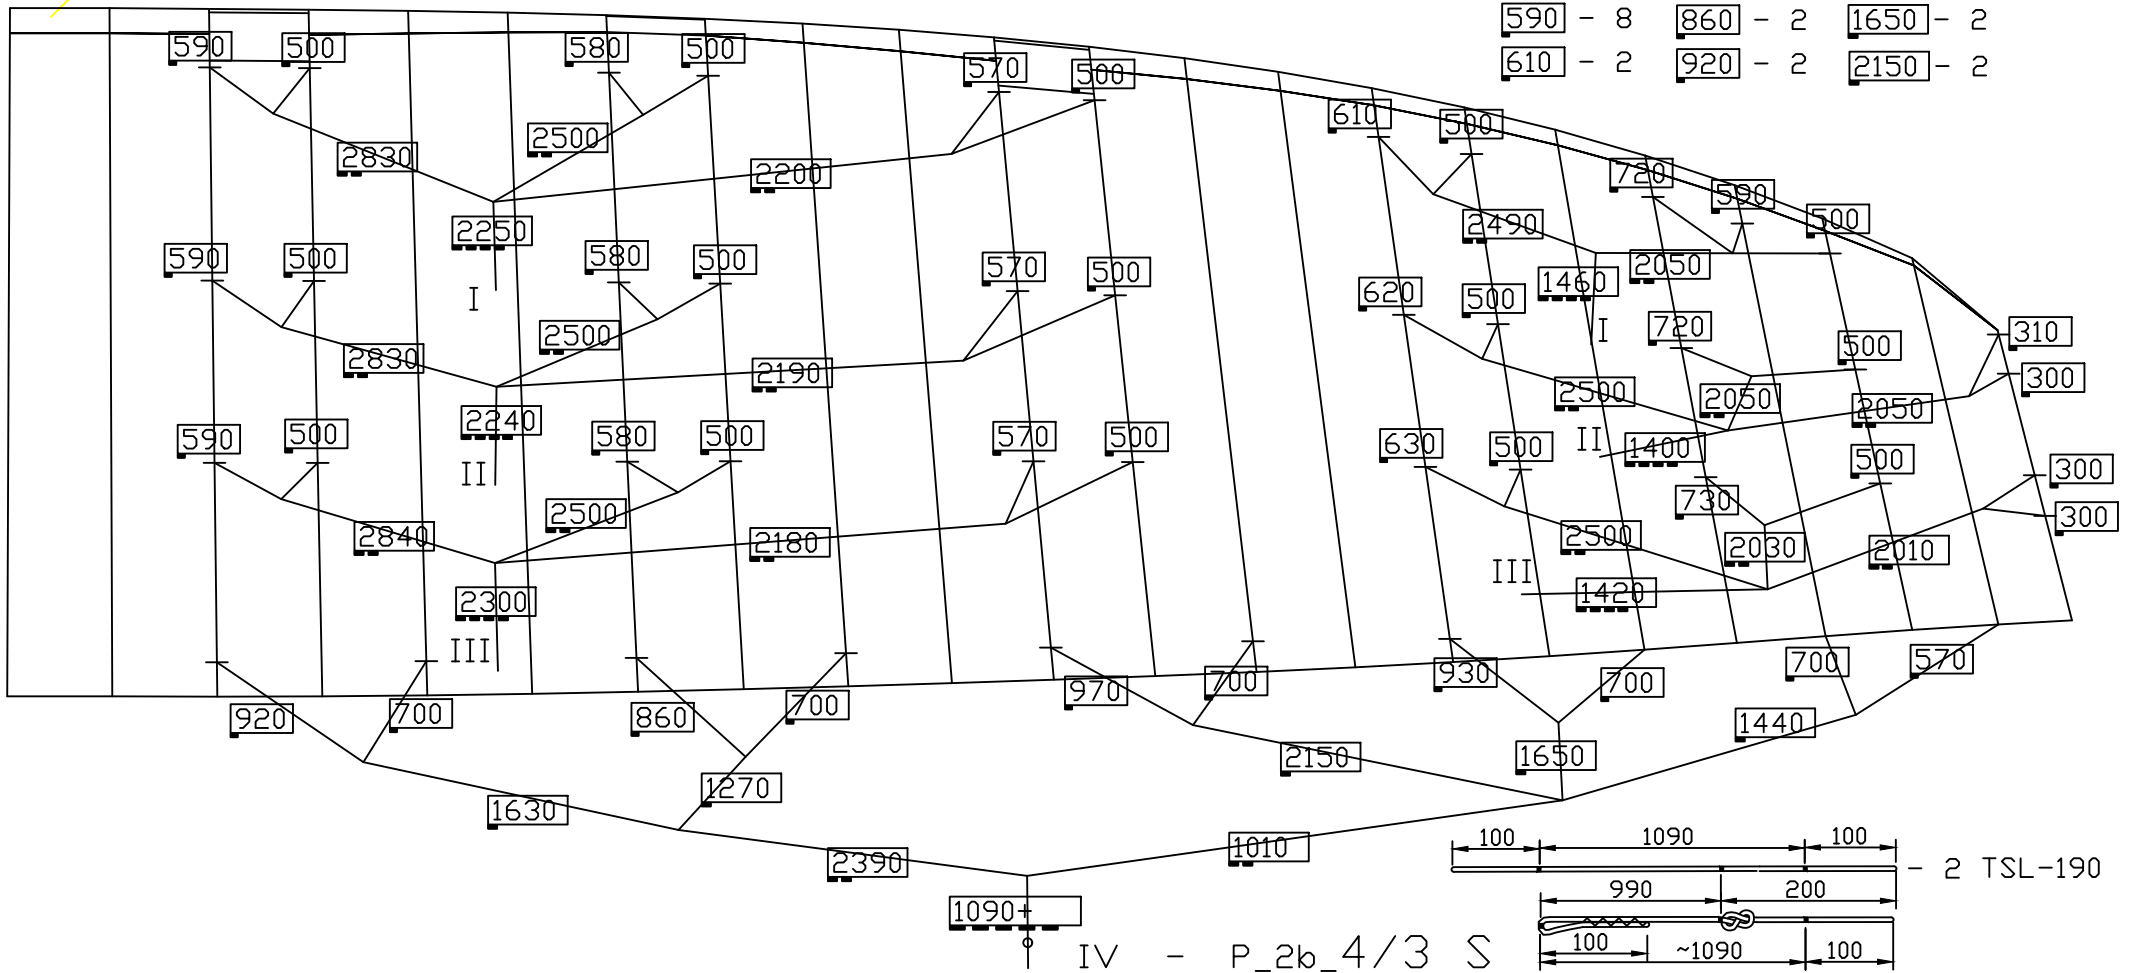 590 - 8 860 - 2 1650 - 2
610 - 2 920 - 2 2150 - 2
590 500 580 500 570 500
610 500
2830 2500 2200
720 590 500
2250 2490
I
1460 2050
I
590 500 580 500 570 500
620 500 720 500
310
300
2830 2500 2190
2500 2050 2050
2240
II
II 1400
590 500 580 500 570 500
630 500 500
300
730
300
2840 2500 2180
2500 2030 2010
III
1420
2300
III
920 700 860 700 970 700 930 700 700 570
1630 1270 2150 1650 1440
2390 1010
1090+
IV - P_2b_4/3 S
100 1090 100
- 2 TSL-190
990 200
100 ~1090 100